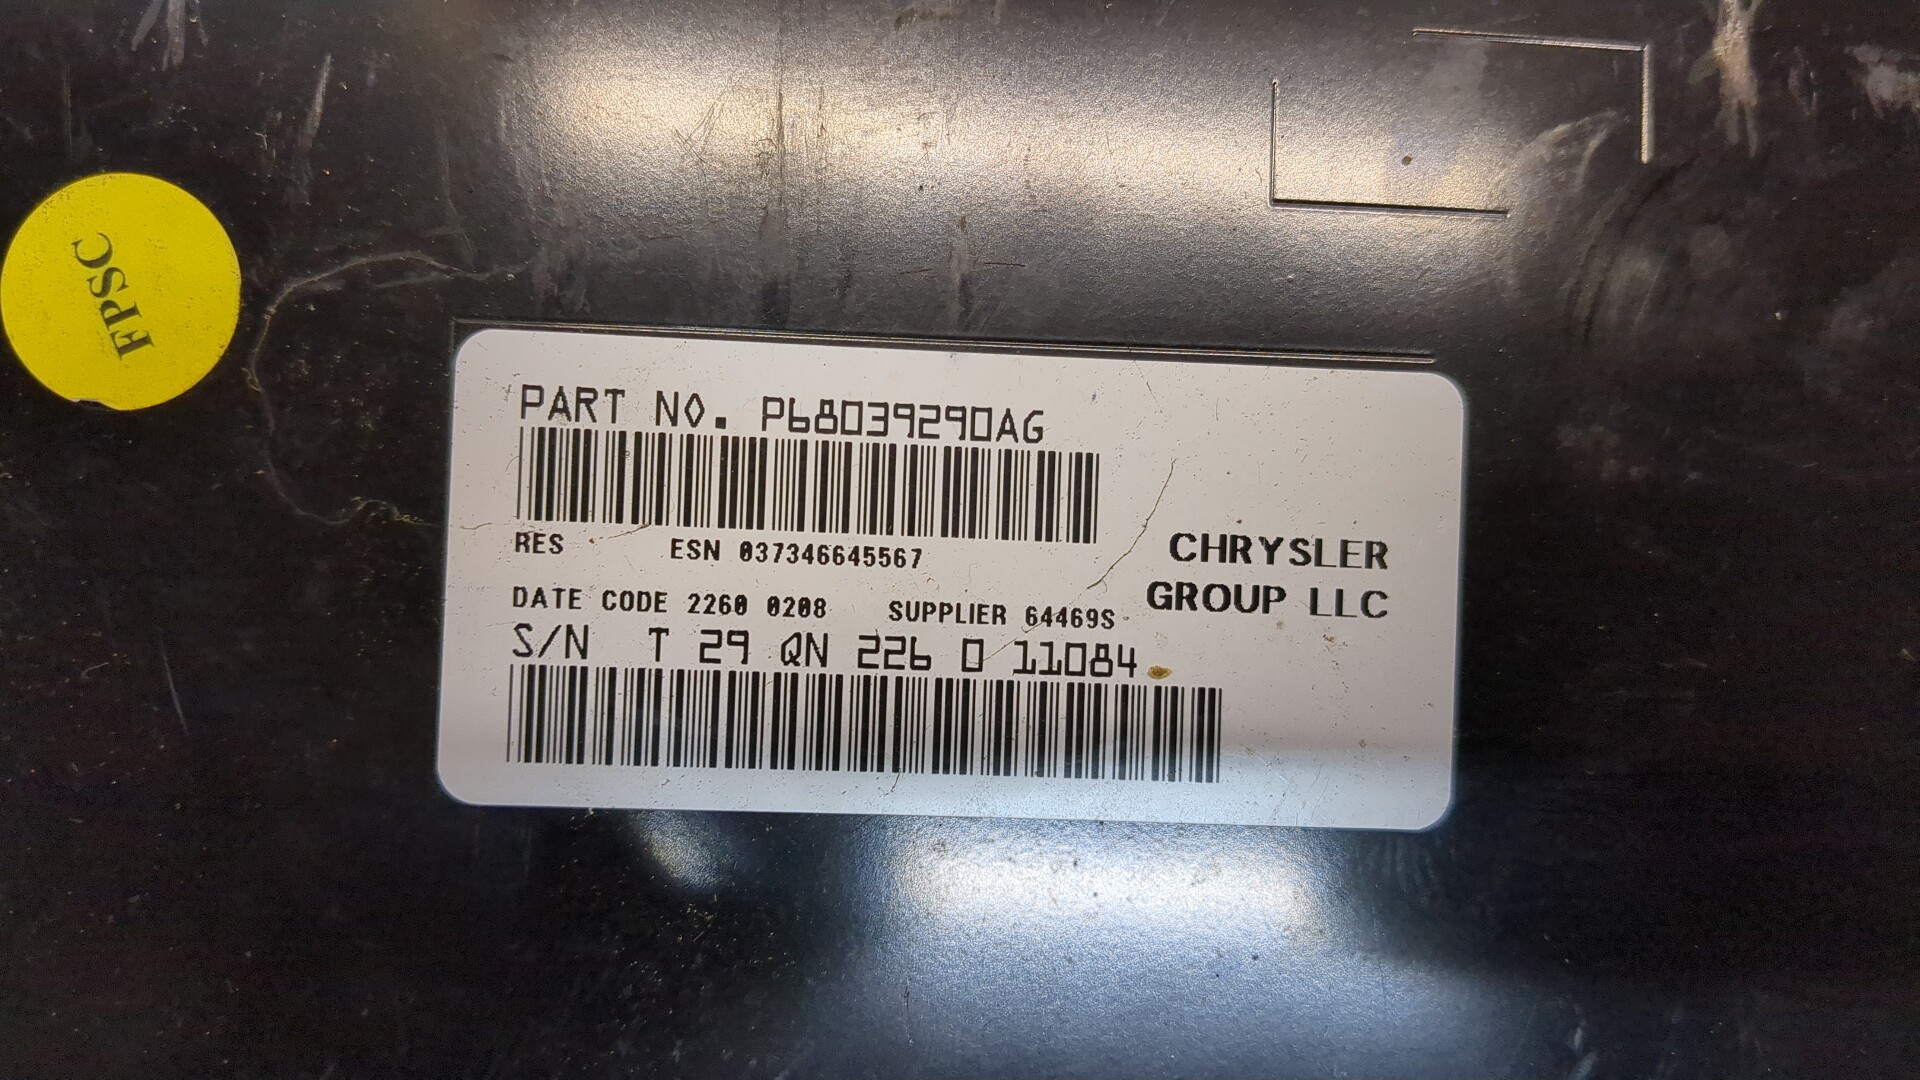 FPSC
PART NO. P68039290AG
RES ESN 037346645567
CHRYSLER
GROUP LLC
DATE CODE 2260 0208 SUPPLIER 64469S
S/N T 29 QN 226 0 11084